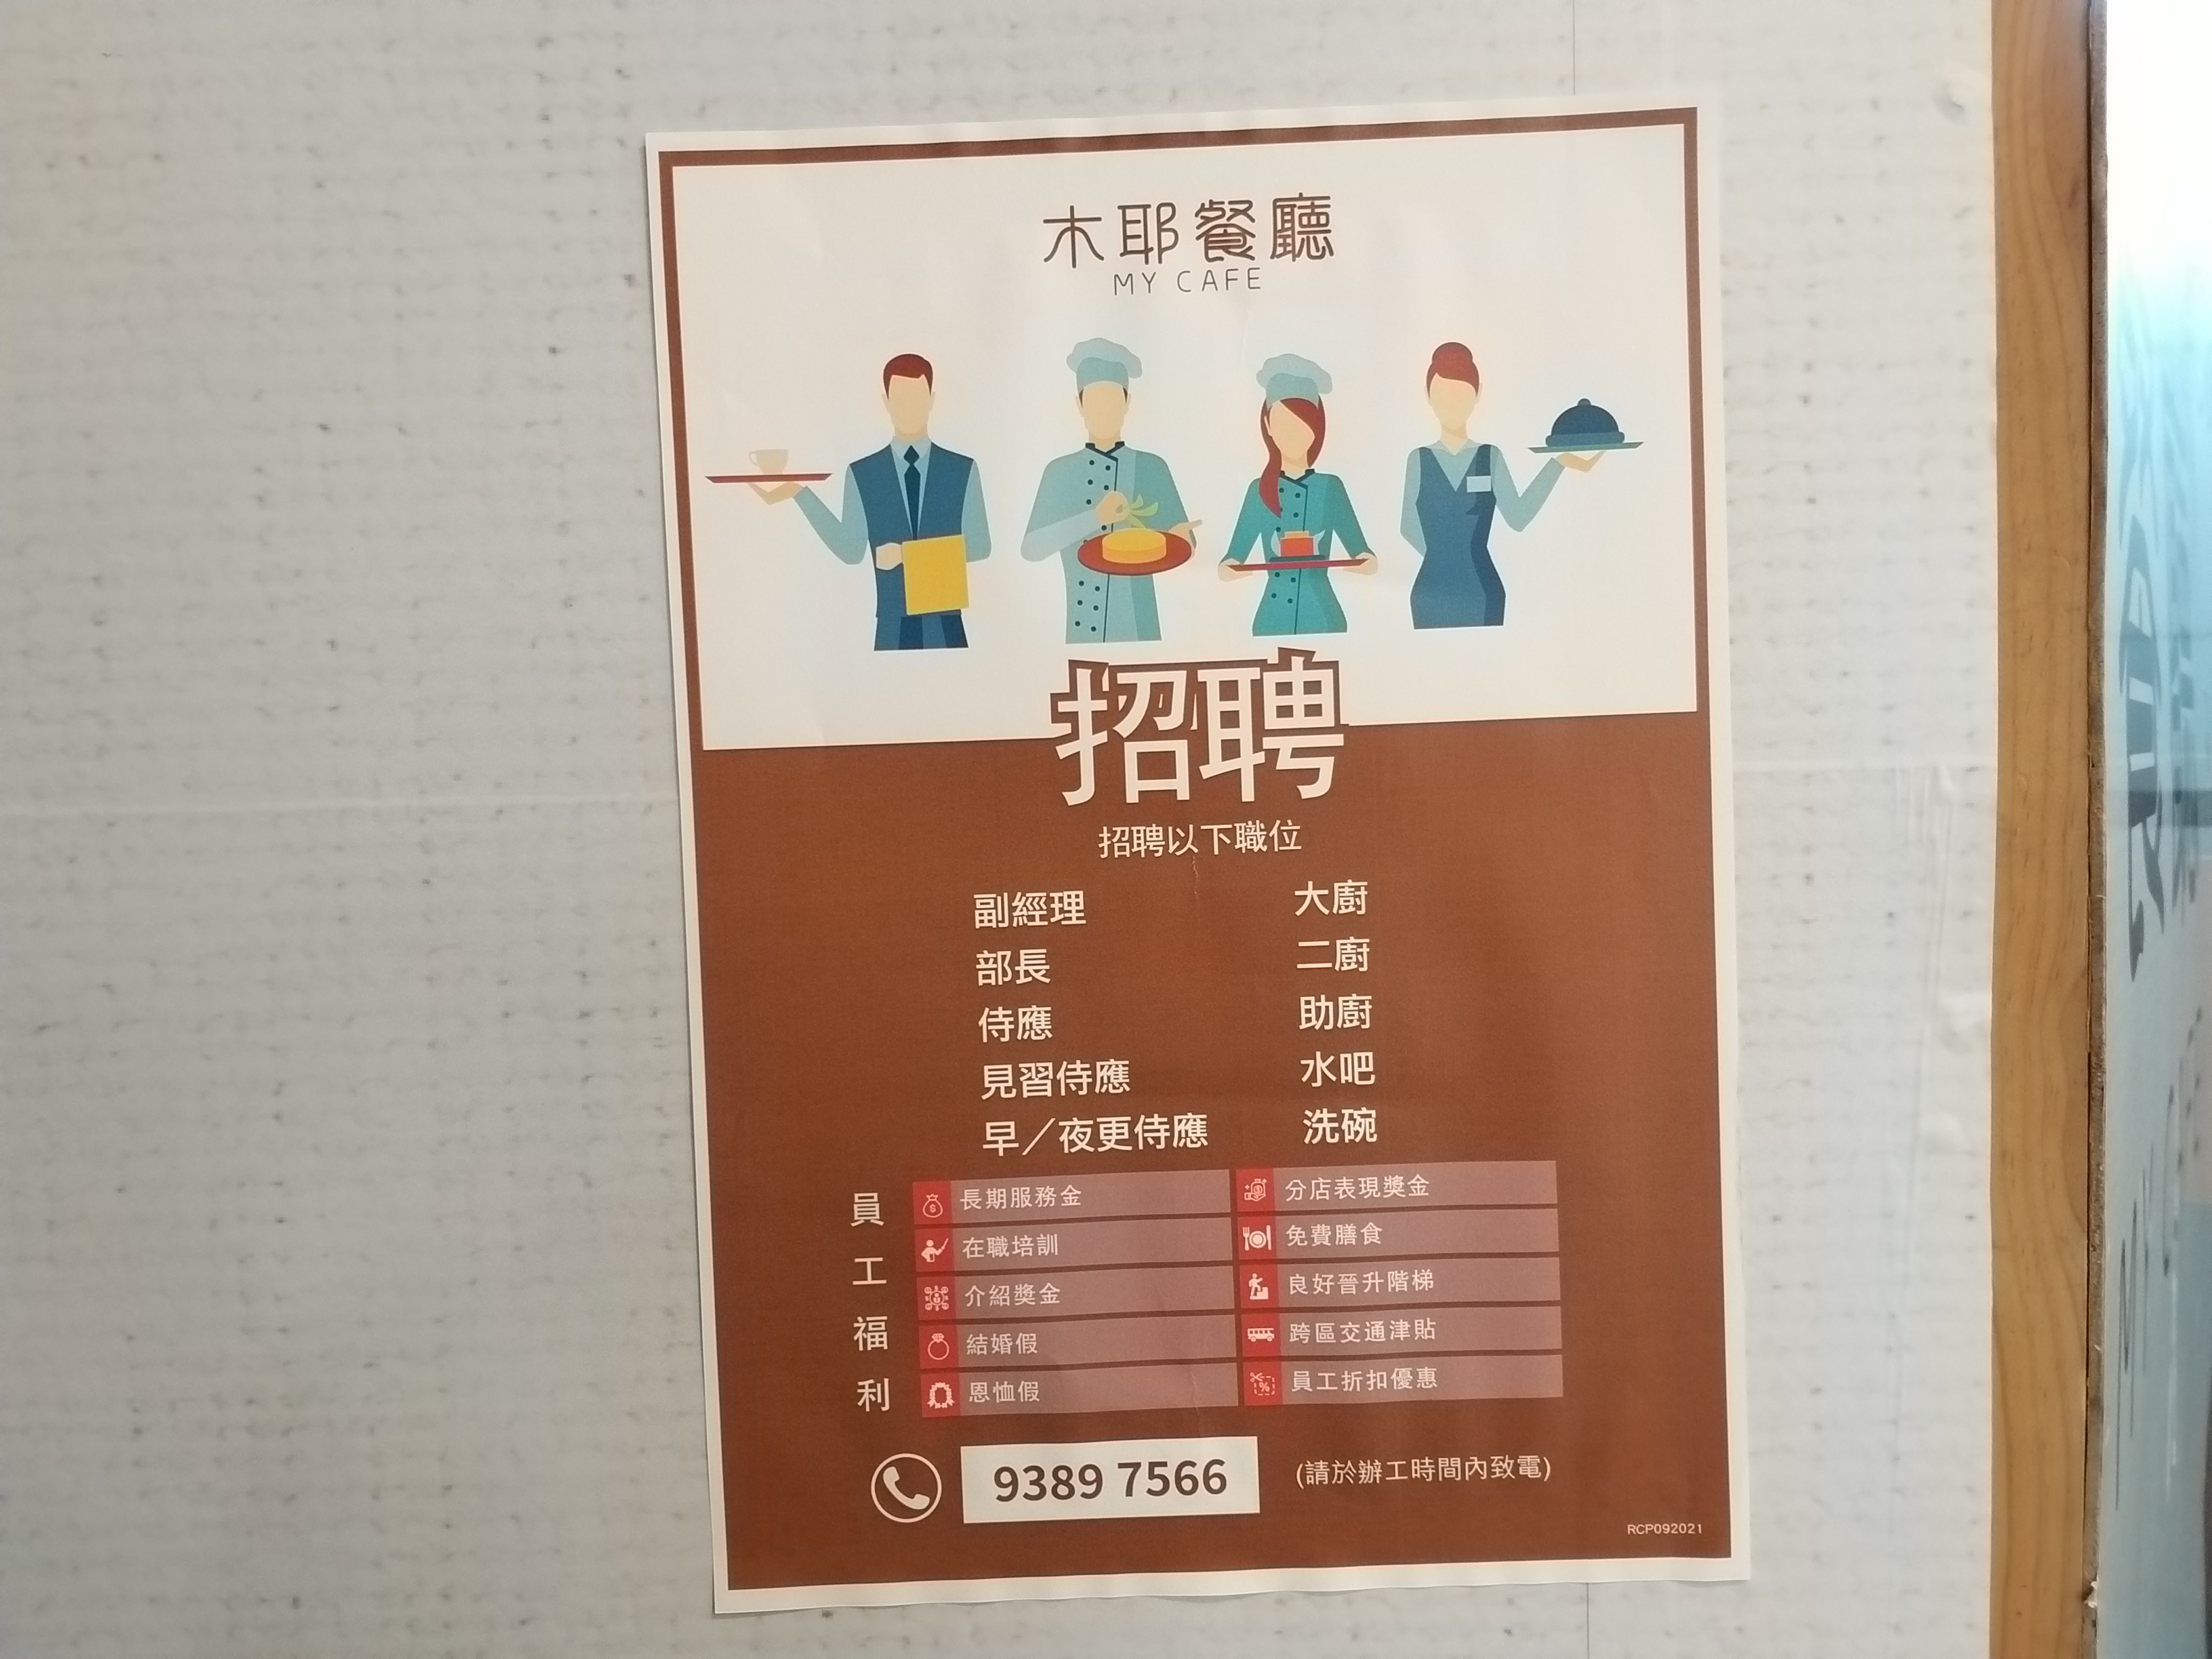 木耶餐廳
MY CAFE
招聘
招聘以下職位
副經理
部長
侍應
見習侍應
早／夜更侍應
大廚
二廚
助廚
水吧
洗碗
員工福利
長期服務金
在職培訓
介紹獎金
結婚假
恩恤假
分店表現獎金
免費膳食
良好晉升階梯
跨區交通津貼
員工折扣優惠
9389 7566
(請於辦工時間內致電)
RCP092021